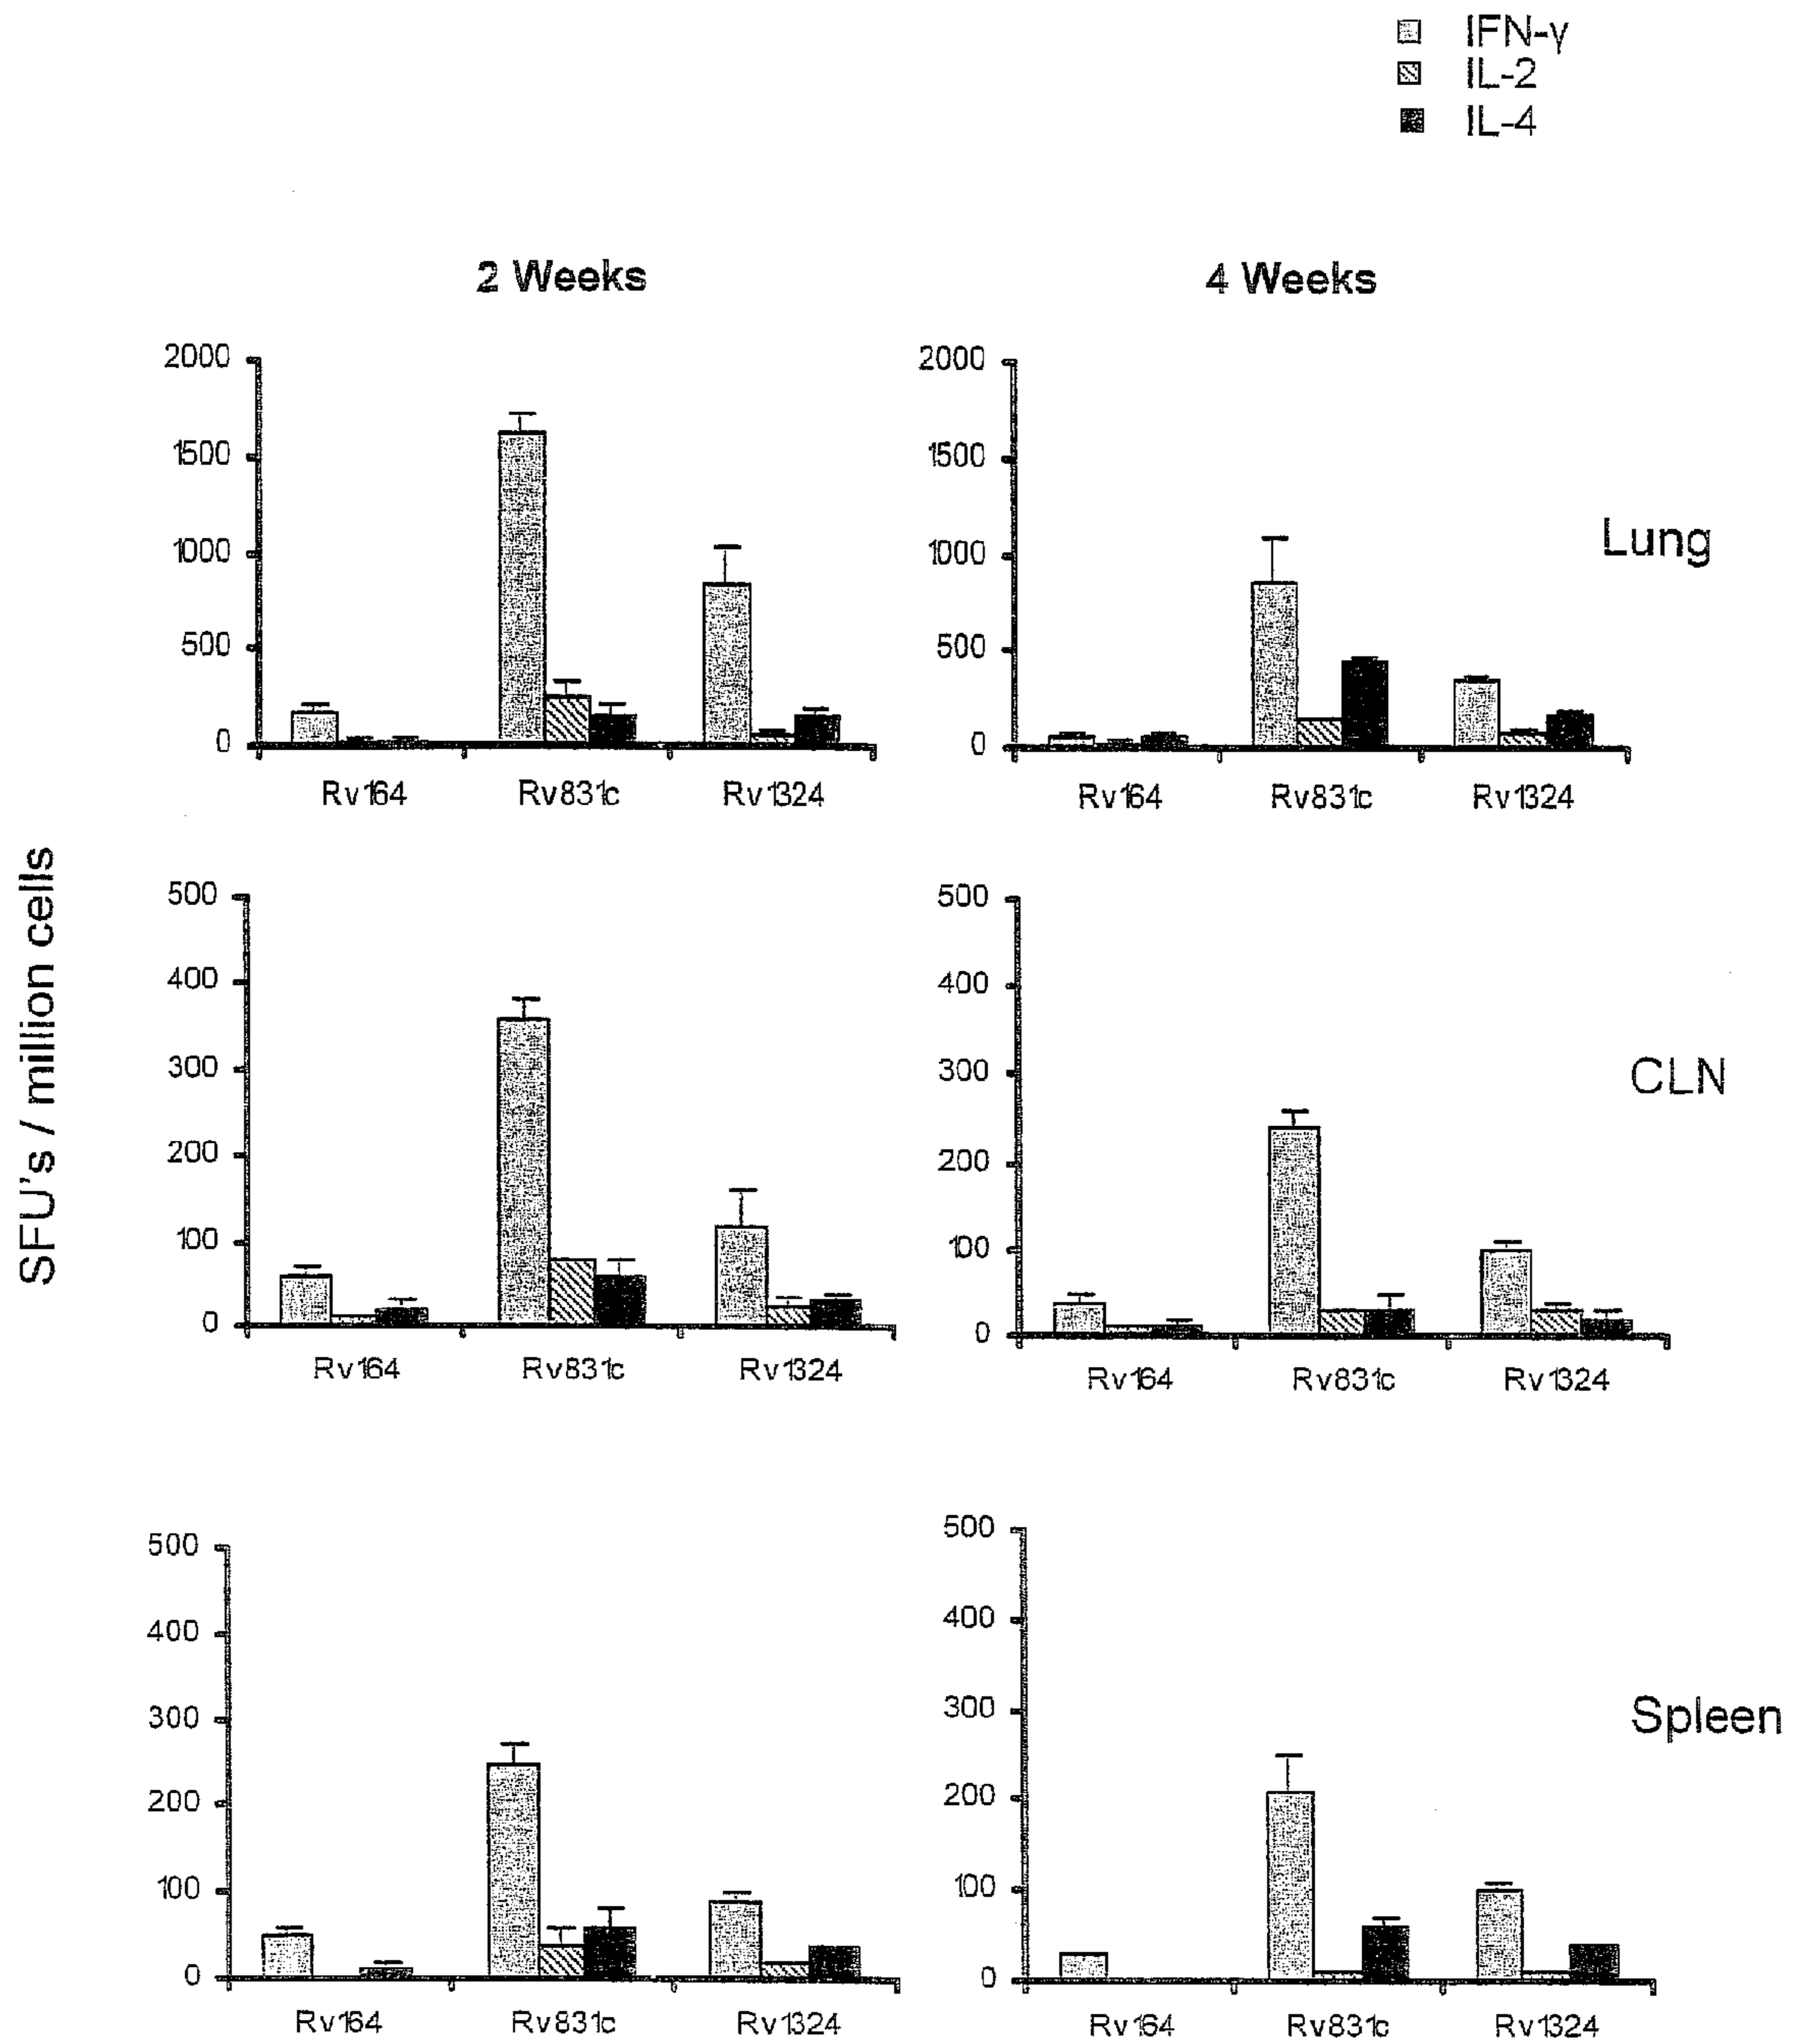 IFN-γ
IL-2
IL-4
2 Weeks
4 Weeks
2000
1500
1000
500
0
Rv164 Rv831c Rv1324
2000
1500
1000
500
0
Rv164 Rv831c Rv1324
Lung
SFU's / million cells
500
400
300
200
100
0
Rv164 Rv831c Rv1324
500
400
300
200
100
0
Rv164 Rv831c Rv1324
CLN
500
400
300
200
100
0
Rv164 Rv831c Rv1324
500
400
300
200
100
0
Rv164 Rv831c Rv1324
Spleen